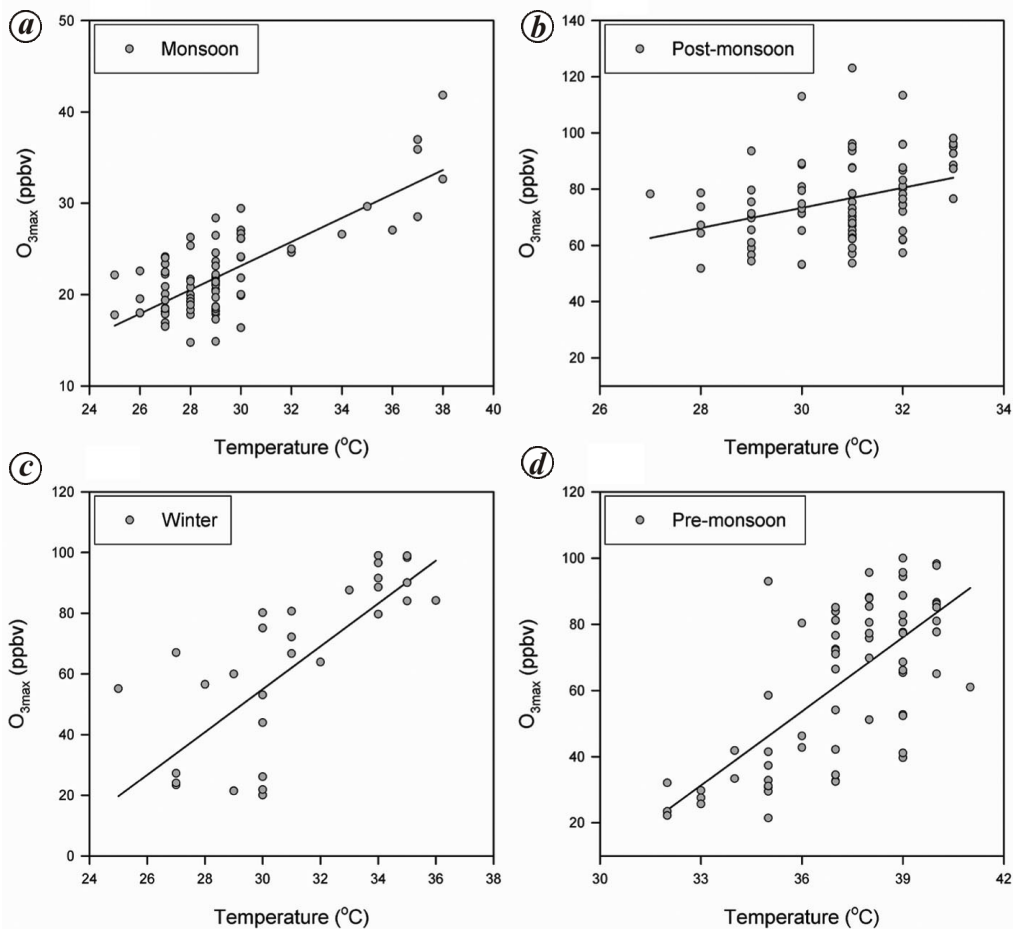 a
Monsoon
O3max (ppbv)
50
40
30
20
10
24 26 28 30 32 34 36 38 40
Temperature (oC)
b
Post-monsoon
O3max (ppbv)
140
120
100
80
60
40
20
26 28 30 32 34
Temperature (oC)
c
Winter
O3max (ppbv)
120
100
80
60
40
20
0
24 26 28 30 32 34 36 38
Temperature (oC)
d
Pre-monsoon
O3max (ppbv)
120
100
80
60
40
20
30 33 36 39 42
Temperature (oC)